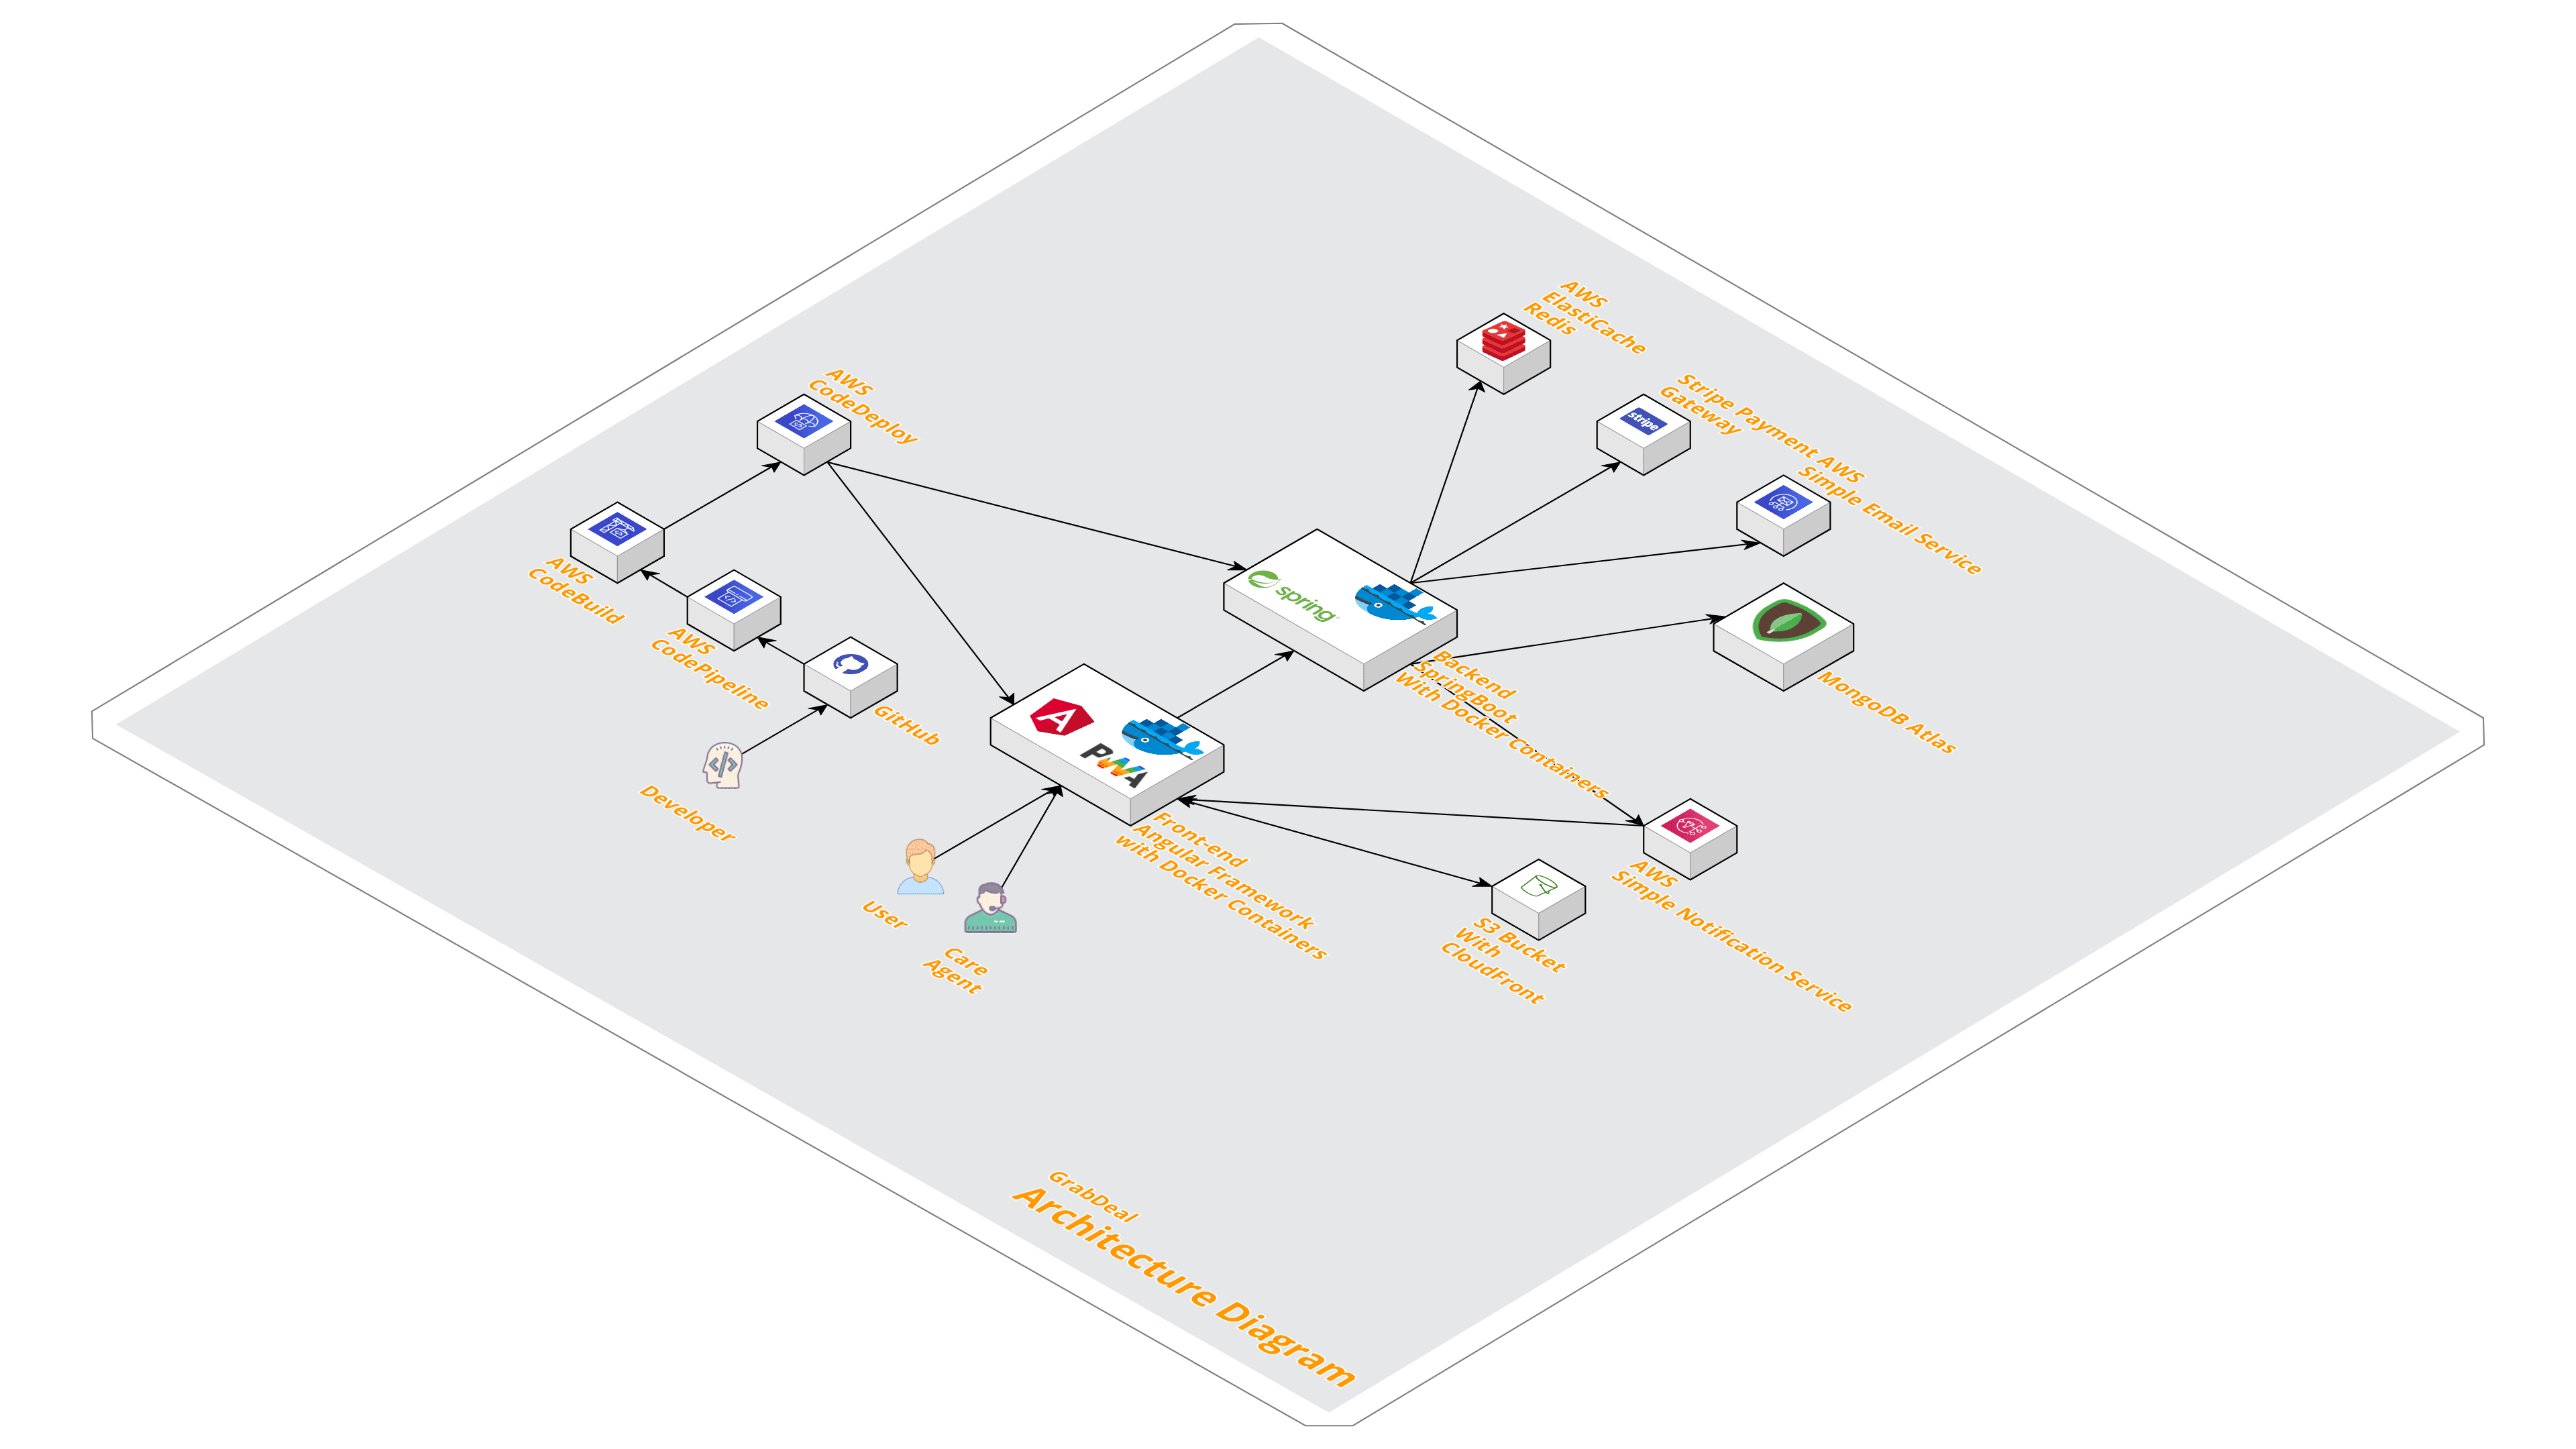 AWS
ElastiCache
Redis
AWS
CodeDeploy
Stripe Payment
Gateway
stripe
AWS
Simple Email Service
AWS
CodeBuild
spring
AWS
CodePipeline
Backend
SpringBoot
With Docker Containers
MongoDB Atlas
GitHub
A
PWA
Developer
Front-end
Angular Framework
with Docker Containers
AWS
Simple Notification Service
User
S3 Bucket
With
CloudFront
Care
Agent
GrabDeal
Architecture Diagram